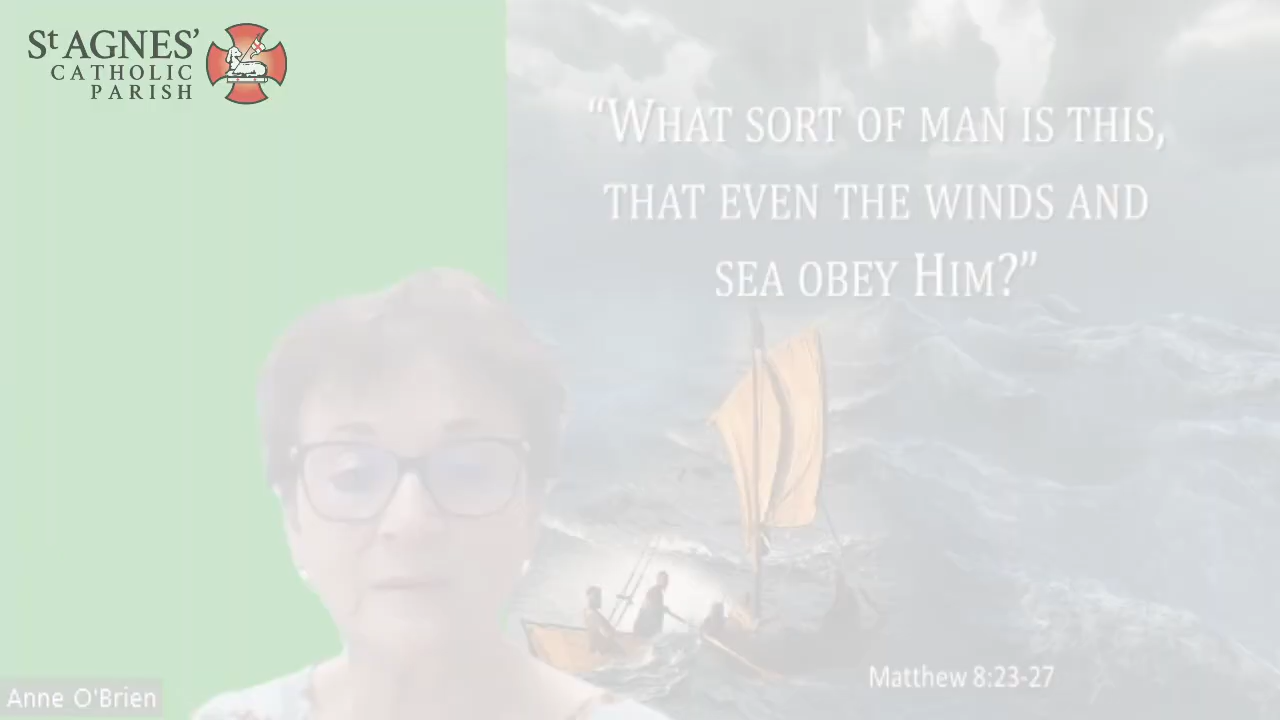 St AGNES'
CATHOLIC
PARISH
“WHAT SORT OF MAN IS THIS,
THAT EVEN THE WINDS AND
SEA OBEY HIM?”
Matthew 8:23-27
Anne O'Brien